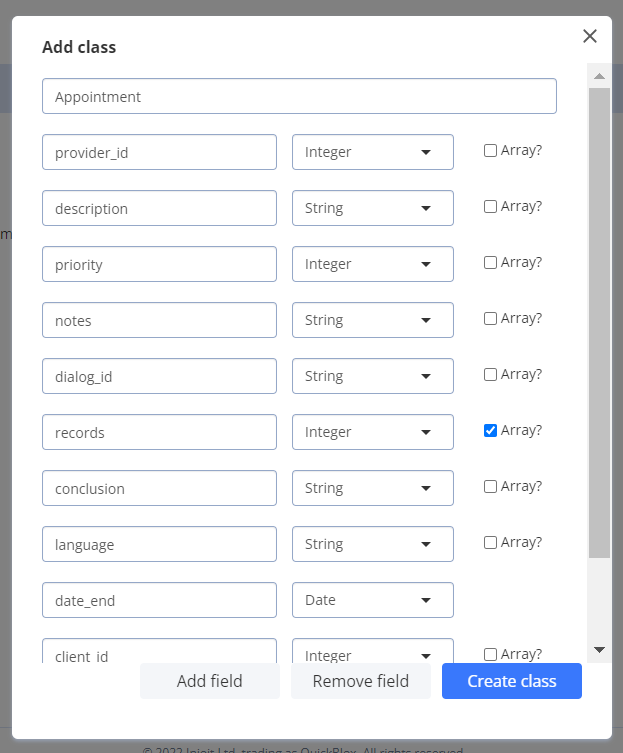 Add class
Appointment
provider_id Integer Array?
description String Array?
priority Integer Array?
notes String Array?
dialog_id String Array?
records Integer Array?
conclusion String Array?
language String Array?
date_end Date
client_id Integer Array?
Add field Remove field Create class
© 2022 Injoit Ltd, trading as QuickBlox. All rights reserved.